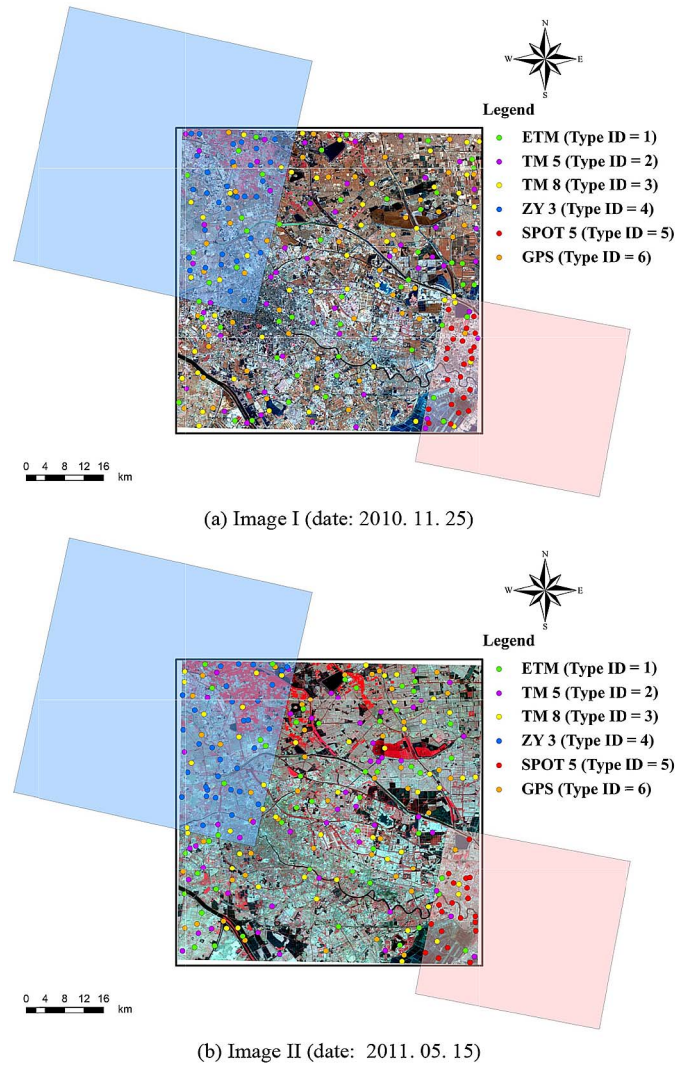 N
W E
S
Legend
ETM (Type ID = 1)
TM 5 (Type ID = 2)
TM 8 (Type ID = 3)
ZY 3 (Type ID = 4)
SPOT 5 (Type ID = 5)
GPS (Type ID = 6)
0 4 8 12 16
km
(a) Image I (date: 2010. 11. 25)
N
W E
S
Legend
ETM (Type ID = 1)
TM 5 (Type ID = 2)
TM 8 (Type ID = 3)
ZY 3 (Type ID = 4)
SPOT 5 (Type ID = 5)
GPS (Type ID = 6)
0 4 8 12 16
km
(b) Image II (date: 2011. 05. 15)